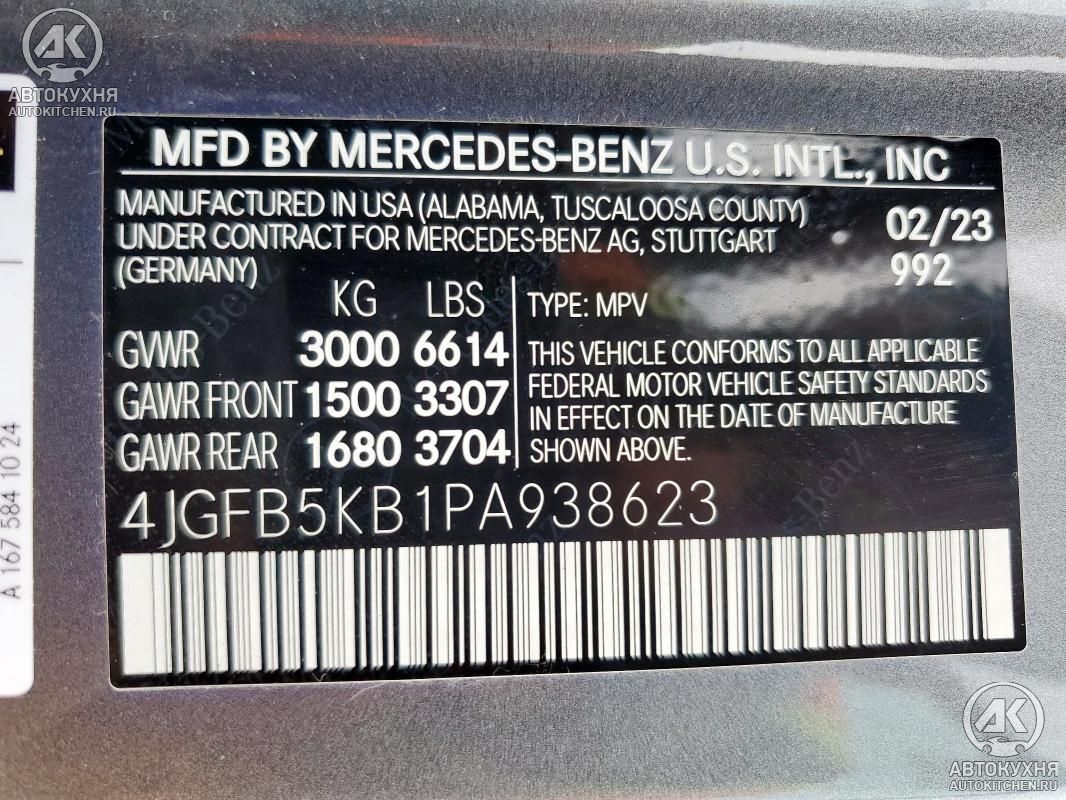 AK
АВТОКУХНЯ
AUTOKITCHEN.RU
MFD BY MERCEDES-BENZ U.S. INTL., INC
MANUFACTURED IN USA (ALABAMA, TUSCALOOSA COUNTY)
UNDER CONTRACT FOR MERCEDES-BENZ AG, STUTTGART
(GERMANY)
02/23
992
KG LBS
GVWR 3000 6614
GAWR FRONT 1500 3307
GAWR REAR 1680 3704
TYPE: MPV
THIS VEHICLE CONFORMS TO ALL APPLICABLE
FEDERAL MOTOR VEHICLE SAFETY STANDARDS
IN EFFECT ON THE DATE OF MANUFACTURE
SHOWN ABOVE.
4JGFB5KB1PA938623
A 167 584 10 24
AK
АВТОКУХНЯ
AUTOKITCHEN.RU